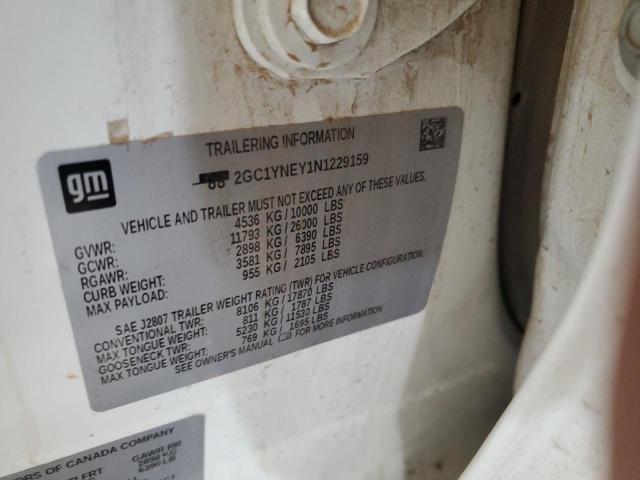 TRAILERING INFORMATION
gm
2GC1YNEY1N1229159
VEHICLE AND TRAILER MUST NOT EXCEED ANY OF THESE VALUES.
GVWR: 4536 KG/ 10000 LBS
GCWR: 11793 KG/ 26000 LBS
RGAWR: 2898 KG/ 6390 LBS
CURB WEIGHT: 3581 KG/ 7895 LBS
MAX PAYLOAD: 955 KG/ 2105 LBS
SAE J2807 TRAILER WEIGHT RATING (TWR) FOR VEHICLE CONFIGURATION.
CONVENTIONAL TWR: 8106 KG/ 17870 LBS
MAX TONGUE WEIGHT: 811 KG/ 1787 LBS
GOOSENECK TWR: 5230 KG/ 11530 LBS
MAX TONGUE WEIGHT: 769 KG/ 1695 LBS
SEE OWNER'S MANUAL FOR MORE INFORMATION
ORS OF CANADA COMPANY
FRT GAWR RR
2898 KG
6390 LB